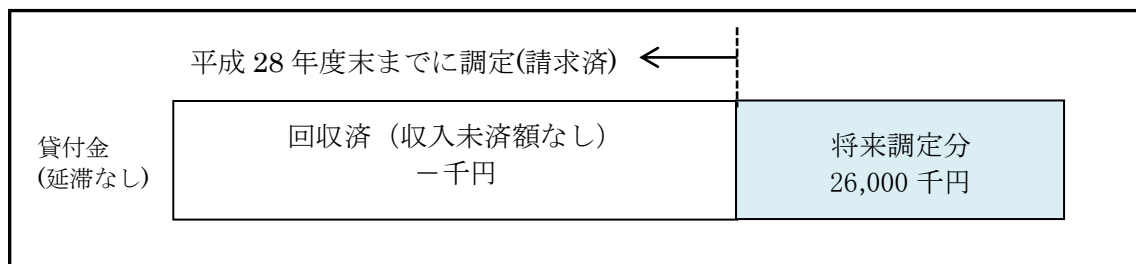 平成 28 年度末までに調定(請求済)
貸付金
(延滞なし)
回収済（収入未済額なし）
－千円
将来調定分
26,000 千円